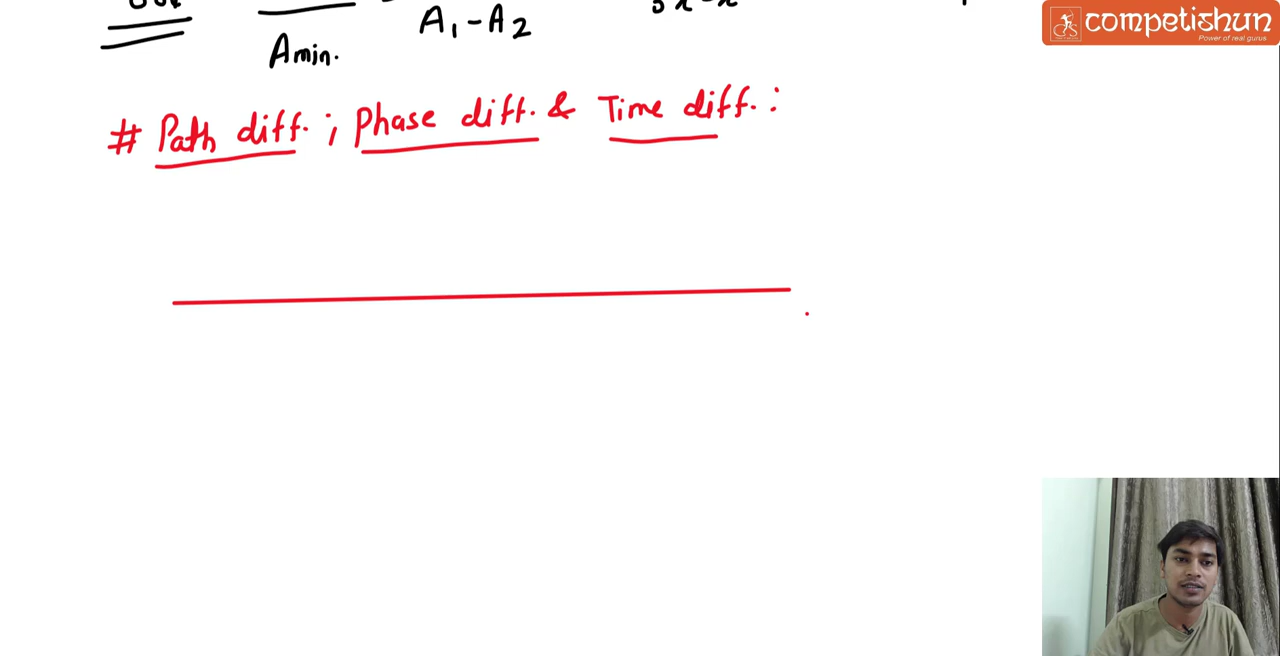 competishun
Power of real gurus
A1-A2
Amin.
# Path diff. ; Phase diff. & Time diff. :